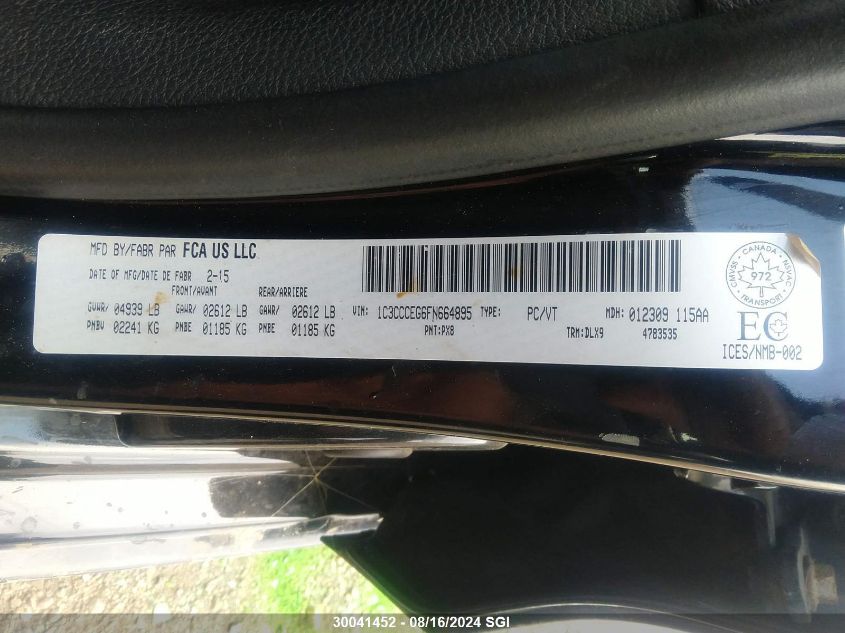 MFD BY/FABR PAR FCA US LLC
DATE OF MFG/DATE DE FABR 2-15
FRONT/AVANT REAR/ARRIERE
GVWR/ 04939 LB GAWR/ 02612 LB GAWR/ 02612 LB VIN: 1C3CCCEG6FN664895 TYPE: PC/VT MDH: 012309 115AA
PNBV 02241 KG PNBE 01185 KG PNBE 01185 KG PNT:PX8 TRM:DLX9 4783535
CANADA
CMVSS 972 NSVAC
TRANSPORT
EC
ICES/NMB-002
30041452 - 08/16/2024 SGI